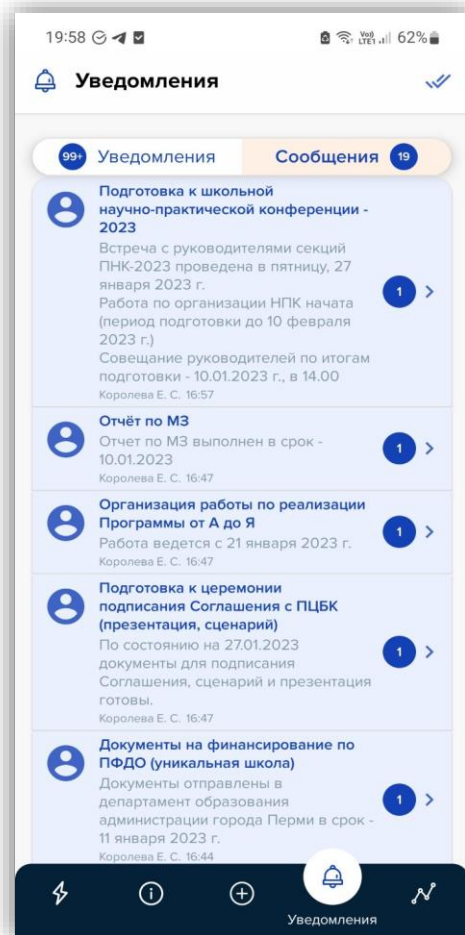 19:58
Vo))
LTE1
62%
Уведомления
99+ Уведомления
Сообщения 19
Подготовка к школьной
научно-практической конференции -
2023
Встреча с руководителями секций
ПНК-2023 проведена в пятницу, 27
января 2023 г.
Работа по организации НПК начата
(период подготовки до 10 февраля
2023 г.)
Совещание руководителей по итогам
подготовки - 10.01.2023 г., в 14.00
Королева Е. С. 16:57
1
Отчёт по МЗ
Отчет по МЗ выполнен в срок -
10.01.2023
Королева Е. С. 16:47
1
Организация работы по реализации
Программы от А до Я
Работа ведется с 21 января 2023 г.
Королева Е. С. 16:47
1
Подготовка к церемонии
подписания Соглашения с ПЦБК
(презентация, сценарий)
По состоянию на 27.01.2023
документы для подписания
Соглашения, сценарий и презентация
готовы.
Королева Е. С. 16:47
1
Документы на финансирование по
ПФДО (уникальная школа)
Документы отправлены в
департамент образования
администрации города Перми в срок -
11 января 2023 г.
Королева Е. С. 16:44
1
Уведомления